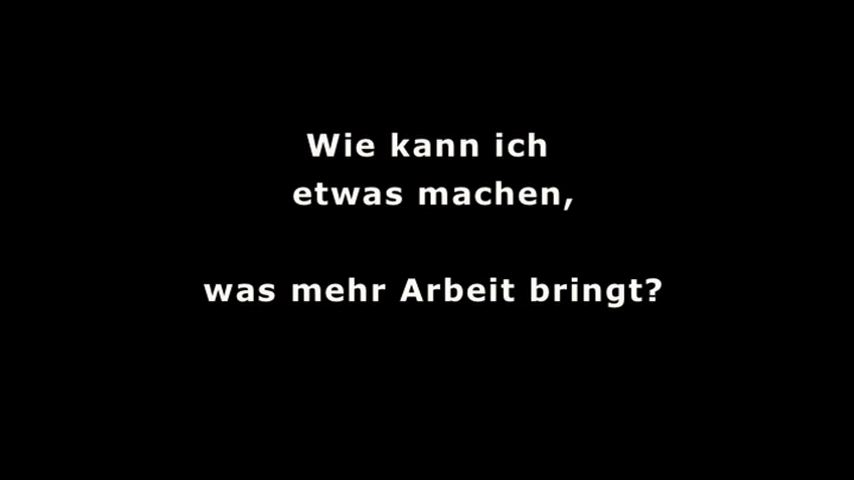 Wie kann ich
etwas machen,
was mehr Arbeit bringt?